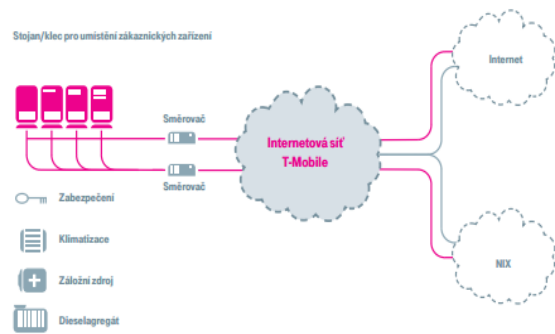 Stojan/klec pro umístění zákaznických zařízení
Internet
Směrovač
Internetová síť
T-Mobile
Směrovač
Zabezpečení
Klimatizace
Záložní zdroj
NIX
Dieselagregát